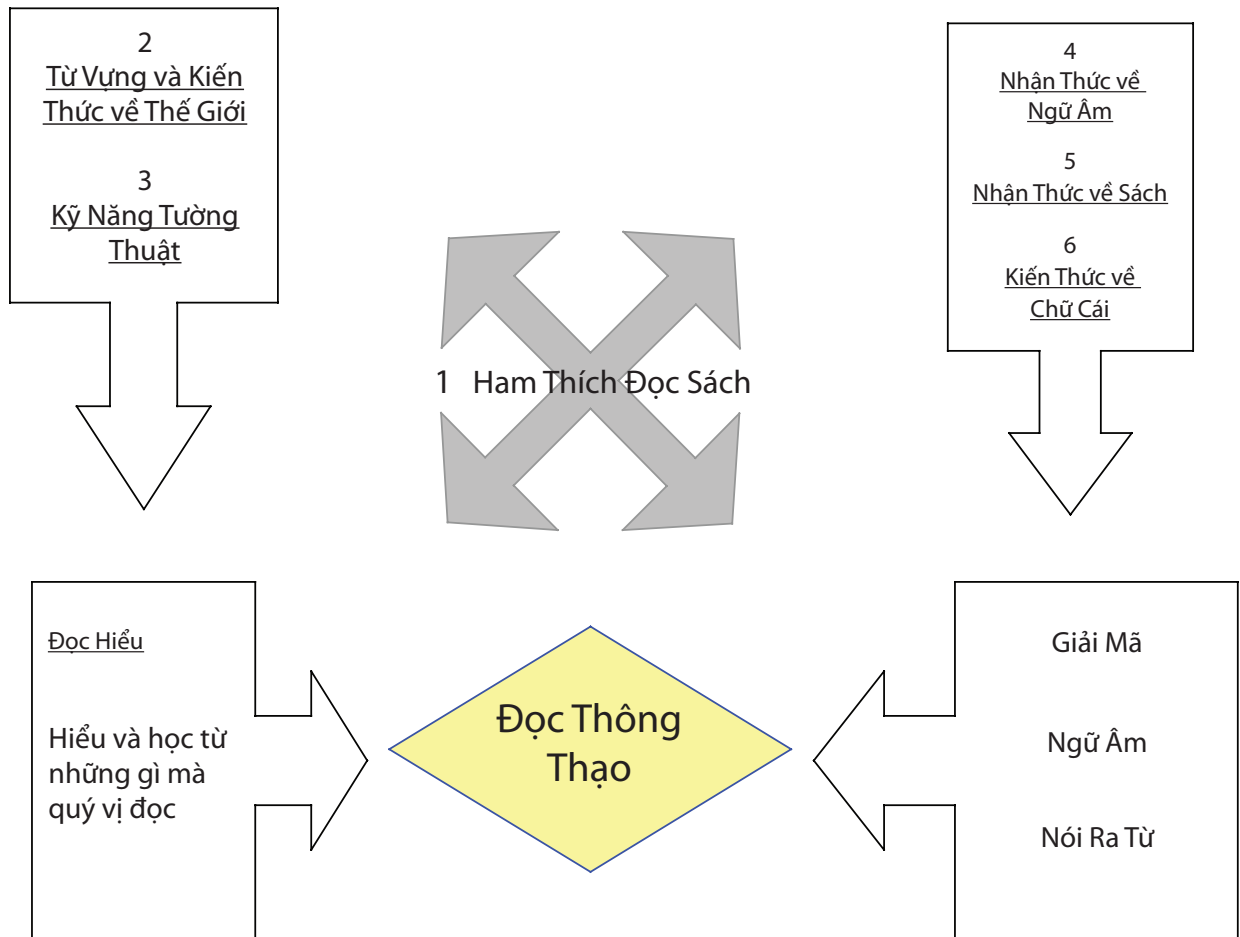 2
Từ Vựng và Kiến
Thức về Thế Giới
3
Kỹ Năng Tường
Thuật
4
Nhận Thức về
Ngữ Âm
5
Nhận Thức về Sách
6
Kiến Thức về
Chữ Cái
1 Ham Thích Đọc Sách
Đọc Hiểu
Hiểu và học từ
những gì mà
quý vị đọc
Đọc Thông
Thạo
Giải Mã
Ngữ Âm
Nói Ra Từ